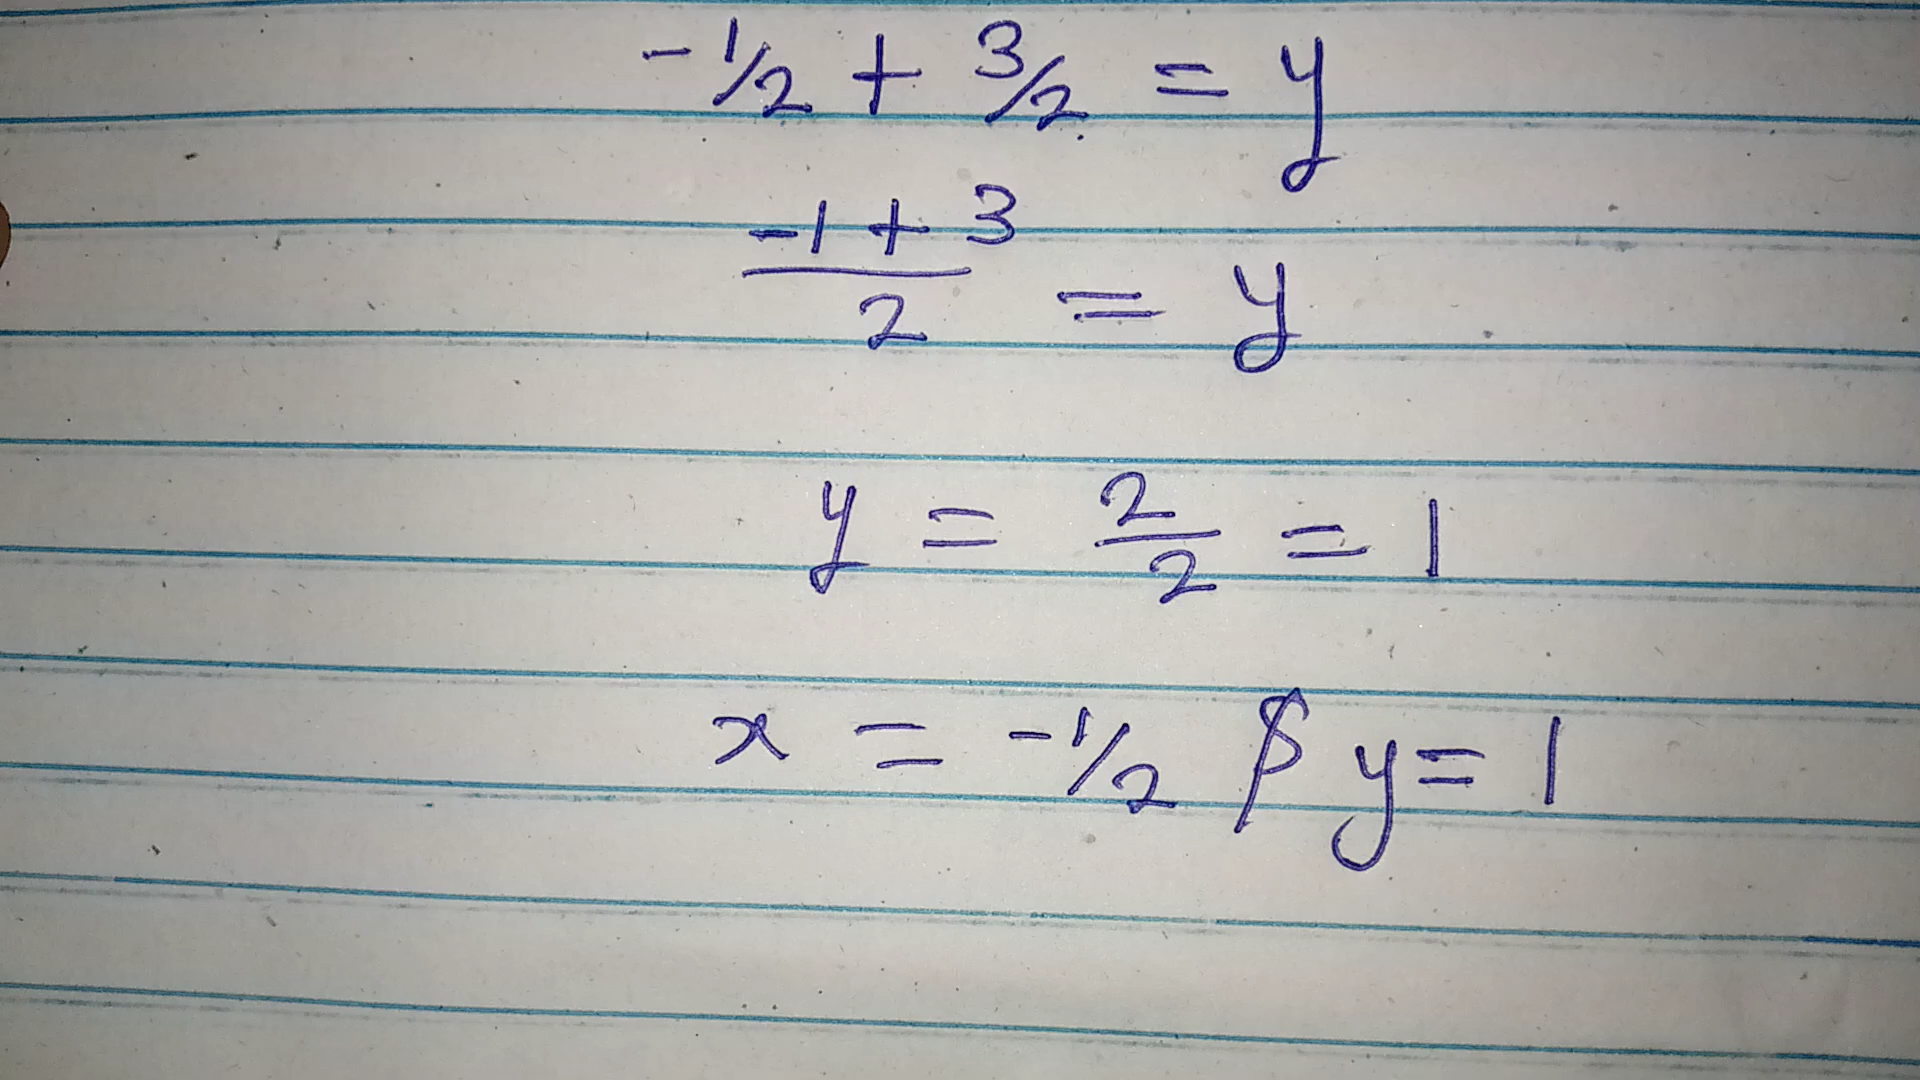 -1/2 + 3/2 = y
-1 + 3
2 = y
y = 2/2 = 1
x = -1/2 & y = 1